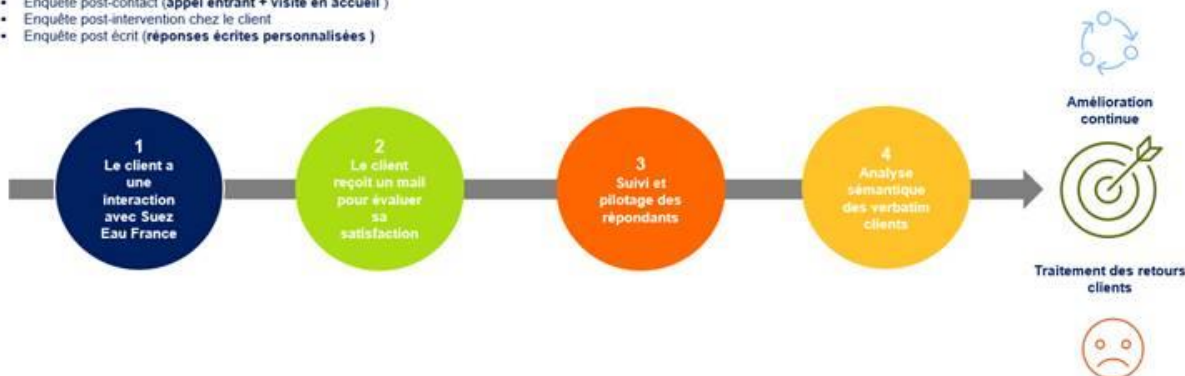 Enquête post-contact (appel entrant + visite en accueil )
Enquête post-intervention chez le client
Enquête post écrit (réponses écrites personnalisées )
1
Le client a
une
interaction
avec Suez
Eau France
2
Le client
reçoit un mail
pour évaluer
sa
satisfaction
3
Suivi et
pilotage des
répondants
4
Analyse
sémantique
des verbatim
clients
Amélioration
continue
Traitement des retours
clients